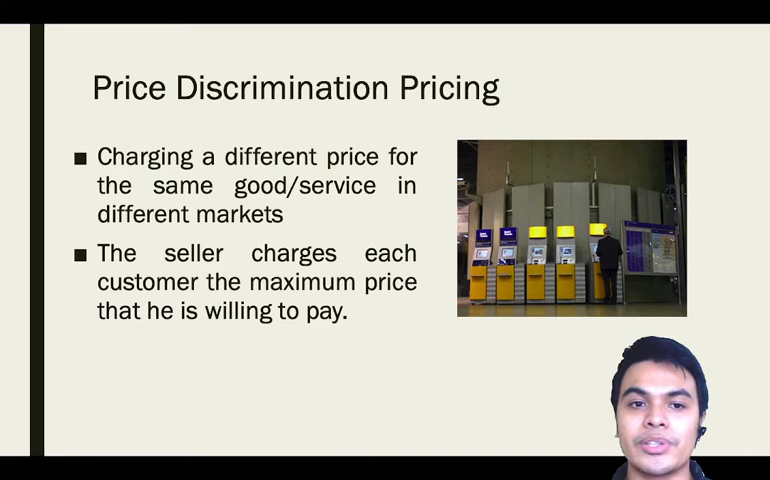 Price Discrimination Pricing
■ Charging a different price for
the same good/service in
different markets
■ The seller charges each
customer the maximum price
that he is willing to pay.